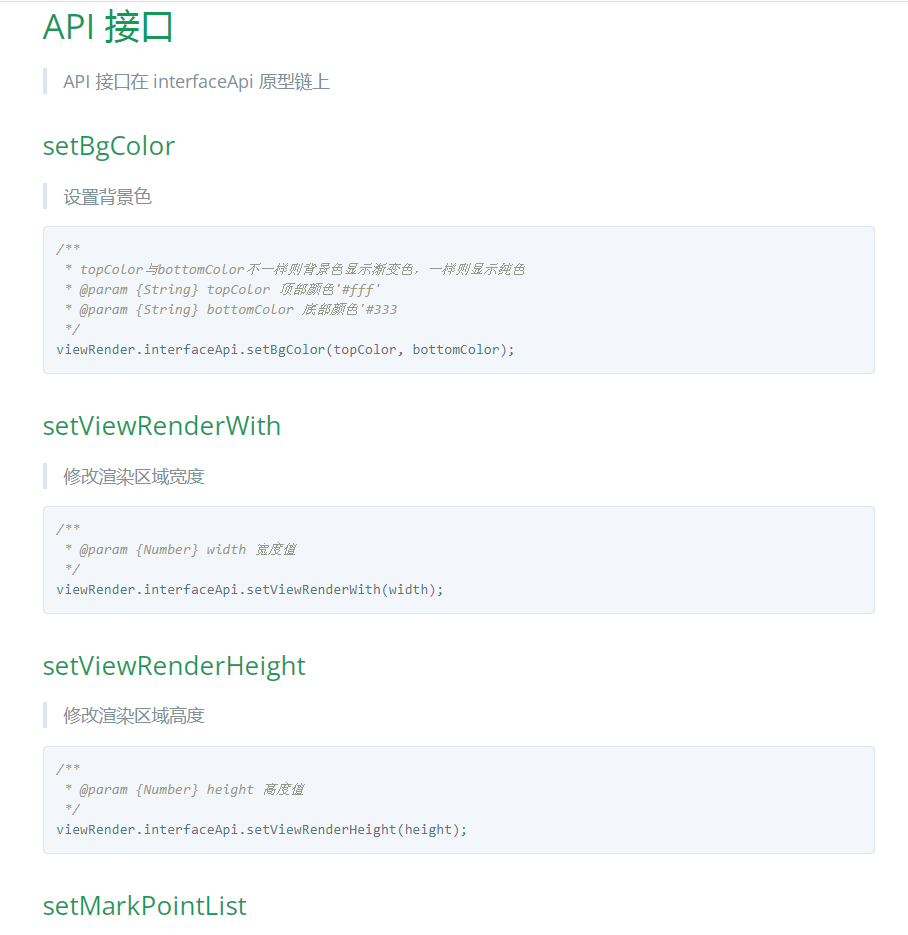 API 接口
API 接口在 interfaceApi 原型链上
setBgColor
设置背景色
/**
* topColor与bottomColor不一样则背景色显示渐变色，一样则显示纯色
* @param {String} topColor 顶部颜色'#fff'
* @param {String} bottomColor 底部颜色'#333
*/
viewRender.interfaceApi.setBgColor(topColor, bottomColor);
setViewRenderWith
修改渲染区域宽度
/**
* @param {Number} width 宽度值
*/
viewRender.interfaceApi.setViewRenderWith(width);
setViewRenderHeight
修改渲染区域高度
/**
* @param {Number} height 高度值
*/
viewRender.interfaceApi.setViewRenderHeight(height);
setMarkPointList